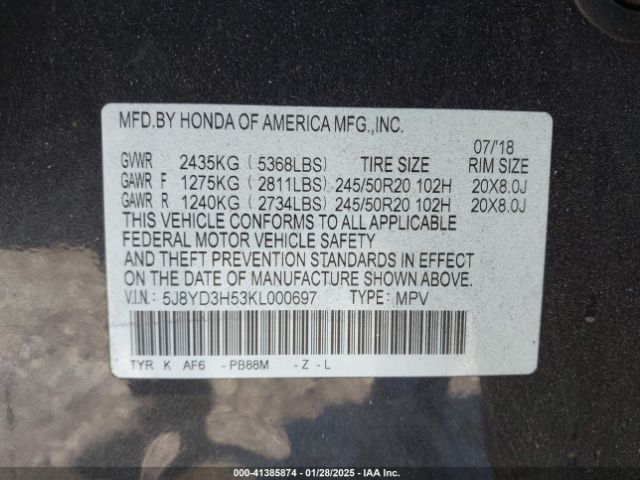 MFD.BY HONDA OF AMERICA MFG.,INC.
07/'18
GVWR 2435KG ( 5368LBS) TIRE SIZE RIM SIZE
GAWR F 1275KG ( 2811LBS) 245/50R20 102H 20X8.0J
GAWR R 1240KG ( 2734LBS) 245/50R20 102H 20X8.0J
THIS VEHICLE CONFORMS TO ALL APPLICABLE
FEDERAL MOTOR VEHICLE SAFETY
AND THEFT PREVENTION STANDARDS IN EFFECT
ON THE DATE OF MANUFACTURE SHOWN ABOVE.
V.I.N.: 5J8YD3H53KL000697 TYPE: MPV
TYR K AF6 -PB88M -Z-L
000-41385874 | 01/28/2025 - IAA Inc.